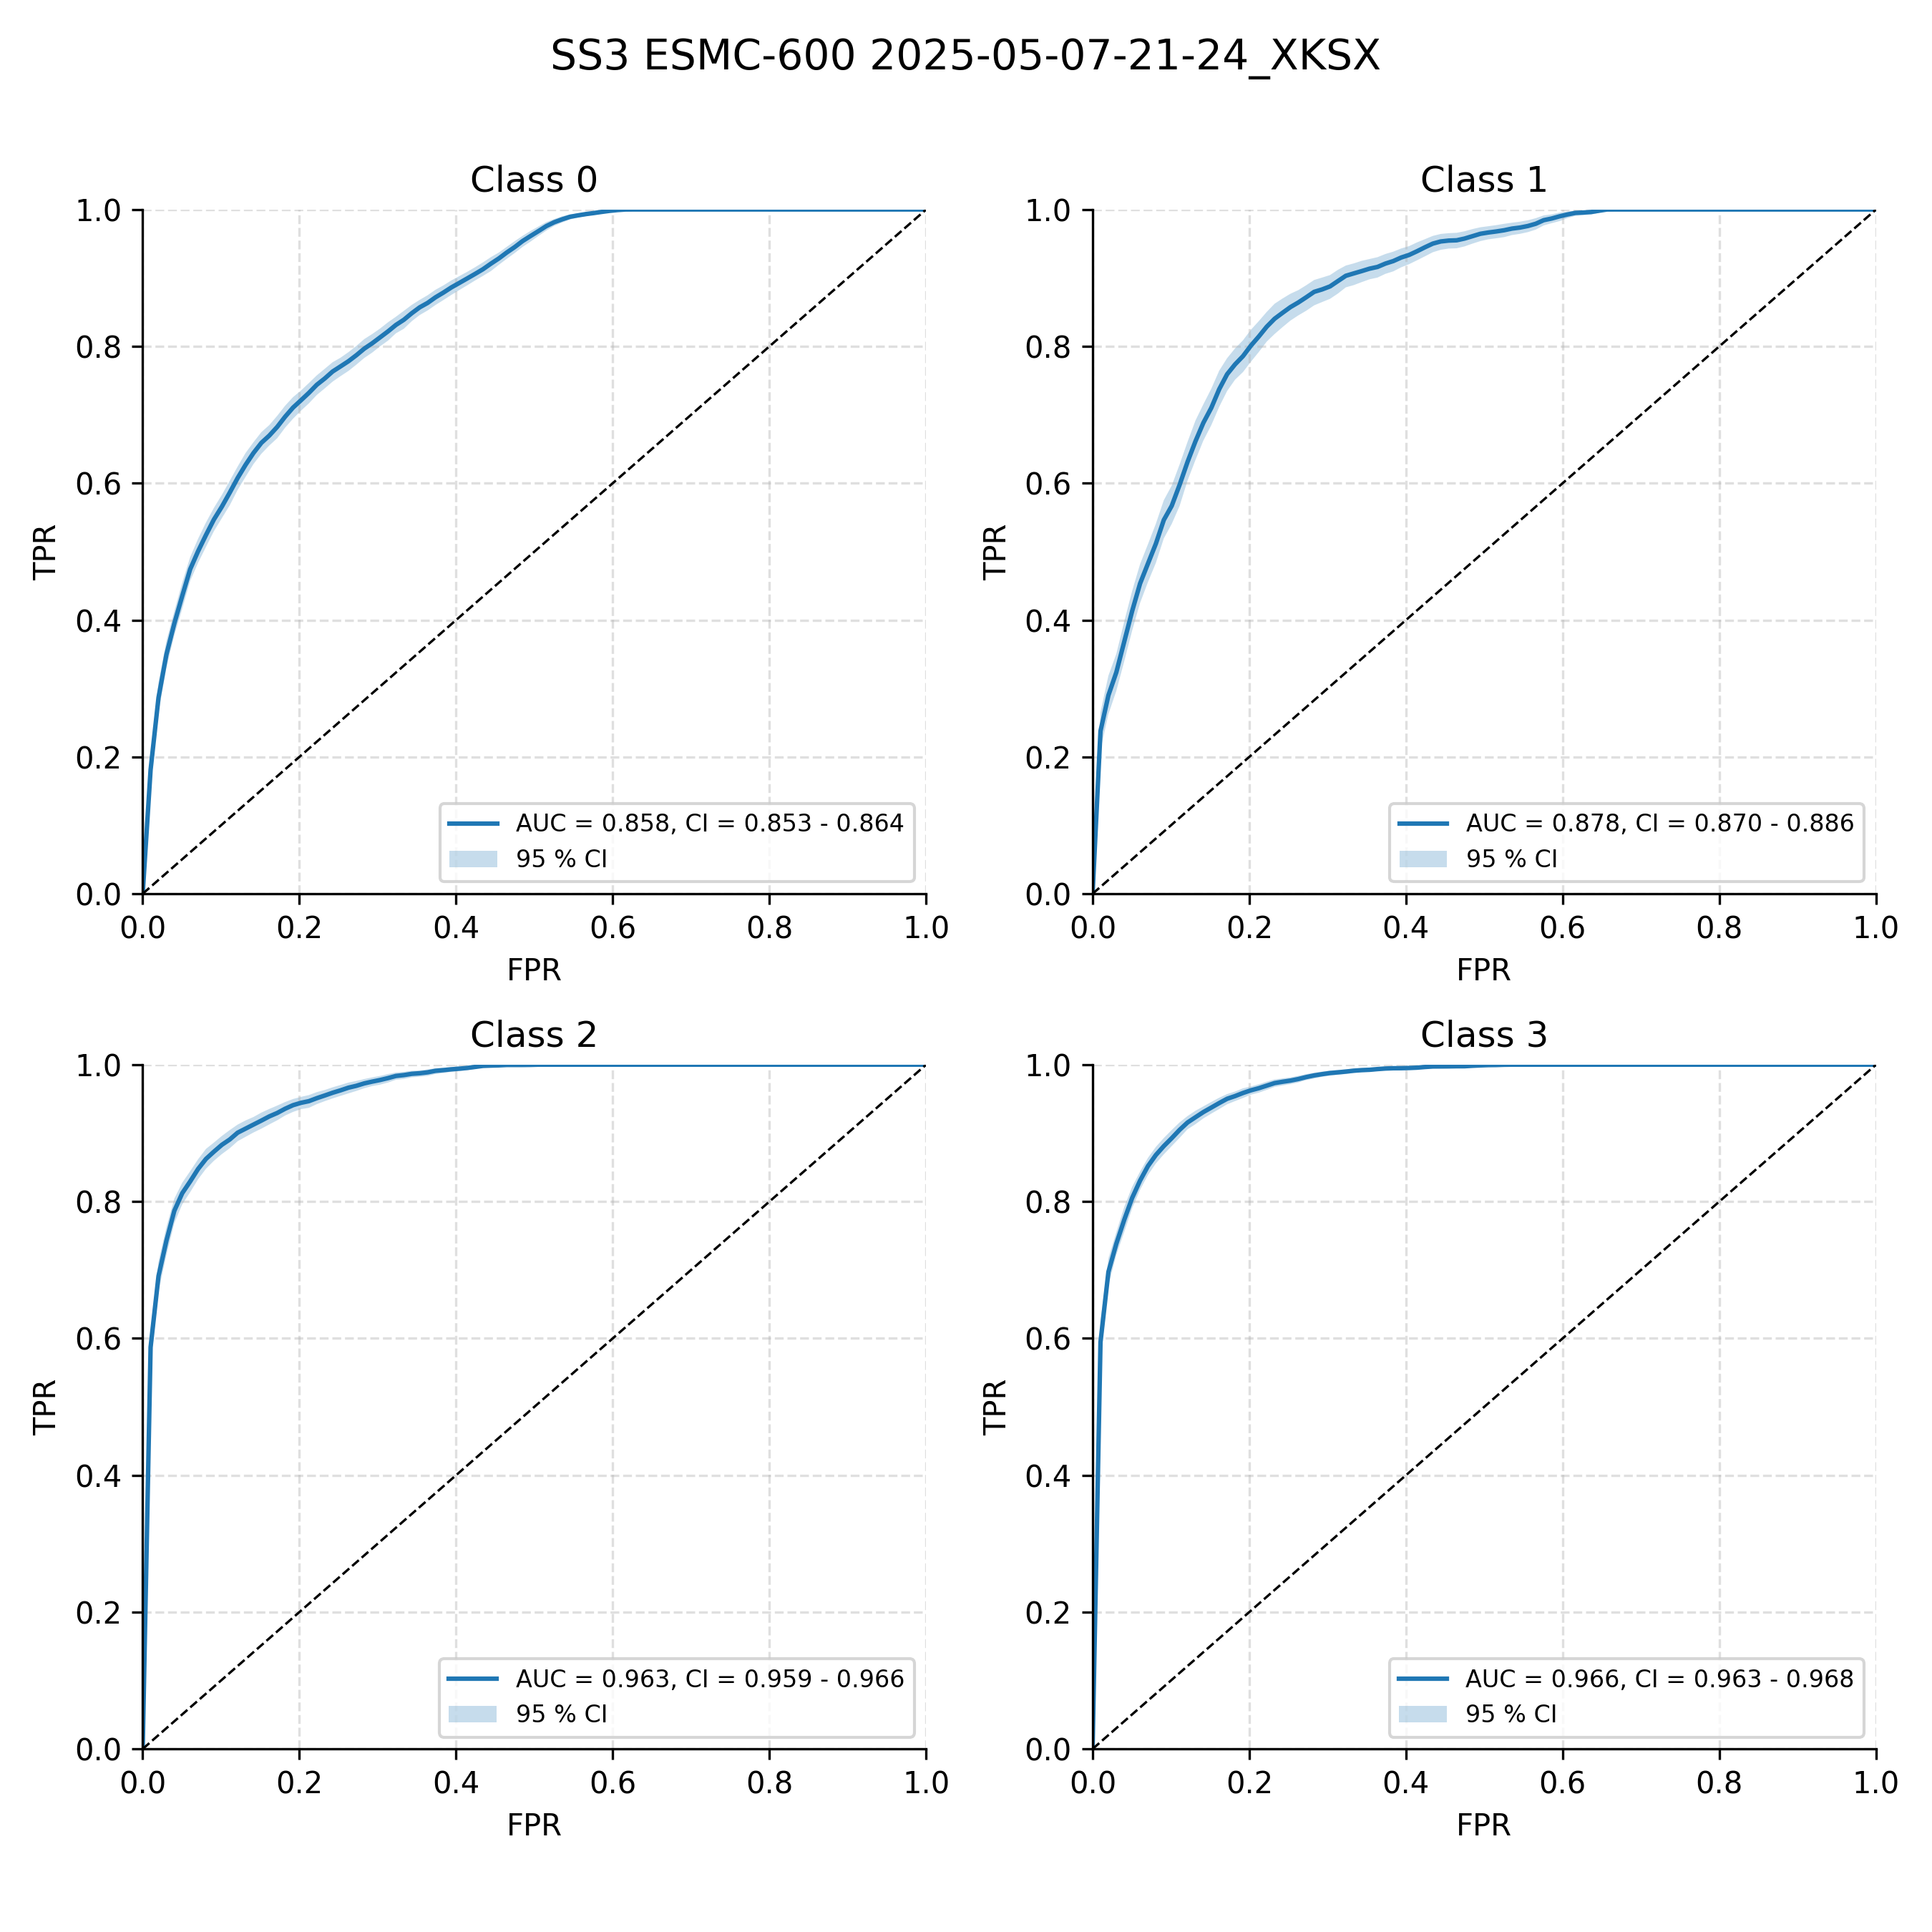 SS3 ESMC-600 2025-05-07-21-24_XKSX
Class 0
1.0
0.8
0.6
0.4
0.2
0.0
TPR
0.0 0.2 0.4 0.6 0.8 1.0
FPR
AUC = 0.858, CI = 0.853 - 0.864
95 % CI
Class 1
1.0
0.8
0.6
0.4
0.2
0.0
TPR
0.0 0.2 0.4 0.6 0.8 1.0
FPR
AUC = 0.878, CI = 0.870 - 0.886
95 % CI
Class 2
1.0
0.8
0.6
0.4
0.2
0.0
TPR
0.0 0.2 0.4 0.6 0.8 1.0
FPR
AUC = 0.963, CI = 0.959 - 0.966
95 % CI
Class 3
1.0
0.8
0.6
0.4
0.2
0.0
TPR
0.0 0.2 0.4 0.6 0.8 1.0
FPR
AUC = 0.966, CI = 0.963 - 0.968
95 % CI